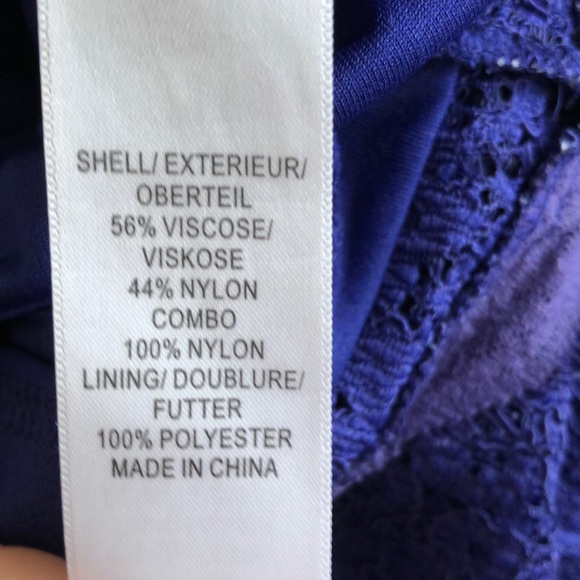 SHELL/ EXTERIEUR/
OBERTEIL
56% VISCOSE/
VISKOSE
44% NYLON
COMBO
100% NYLON
LINING/ DOUBLURE/
FUTTER
100% POLYESTER
MADE IN CHINA